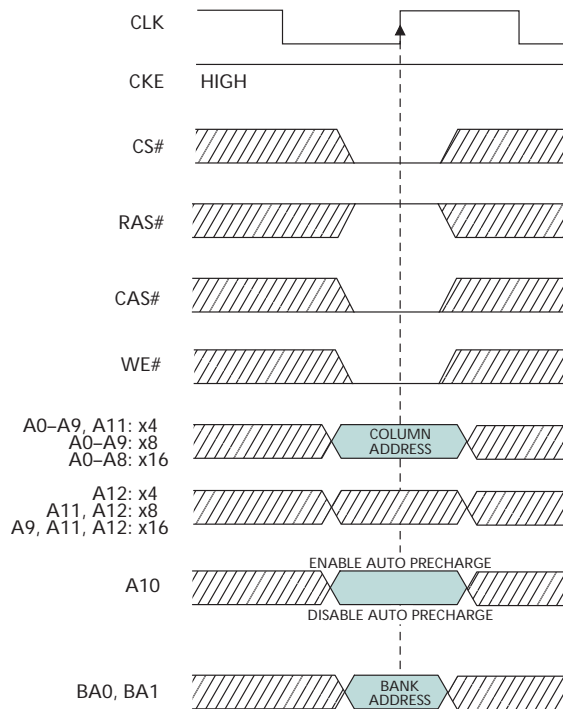 CLK
CKE HIGH
CS#
RAS#
CAS#
WE#
A0–A9, A11: x4
A0–A9: x8
A0–A8: x16
COLUMN
ADDRESS
A12: x4
A11, A12: x8
A9, A11, A12: x16
ENABLE AUTO PRECHARGE
A10
DISABLE AUTO PRECHARGE
BA0, BA1
BANK
ADDRESS